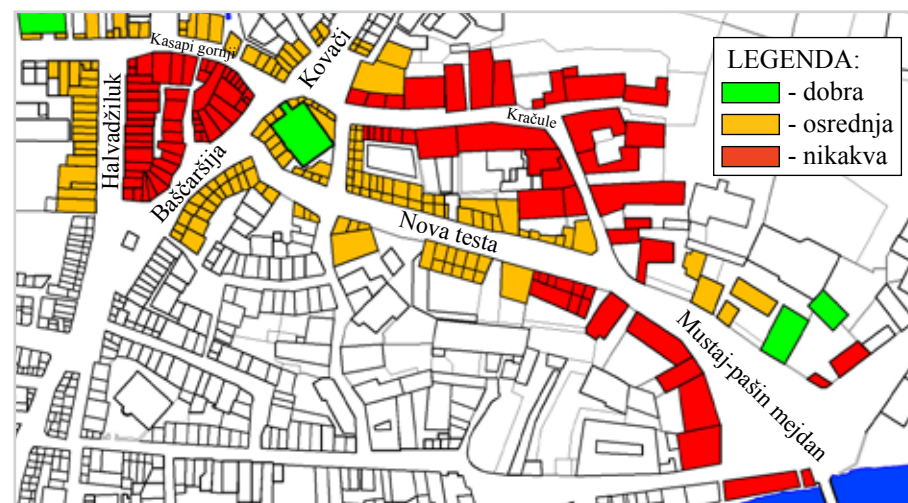 Kasapi gornji
Kovači
Halvadžiluk
Baščaršija
Kračule
Nova testa
Mustaj-pašin mejdan
LEGENDA:
- dobra
- osrednja
- nikakva